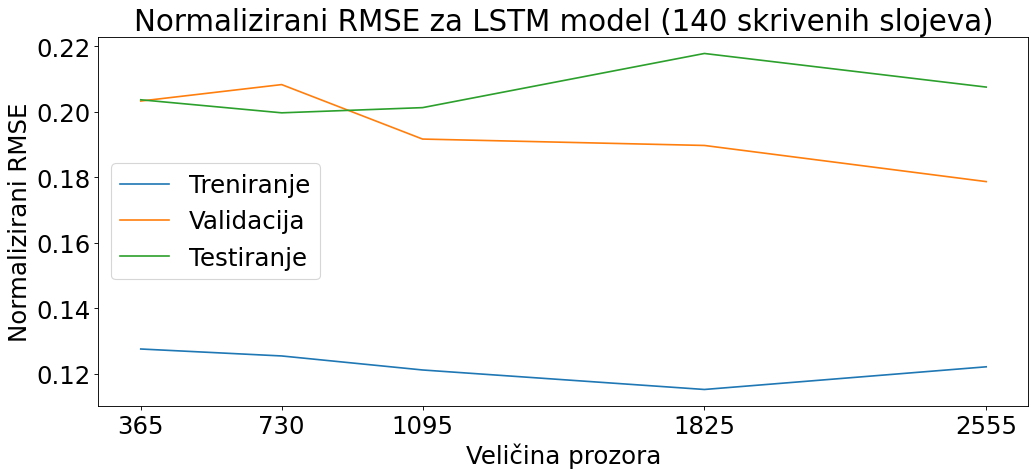 Normalizirani RMSE za LSTM model (140 skrivenih slojeva)
Normalizirani RMSE
0.22
0.20
0.18
0.16
0.14
0.12
Treniranje
Validacija
Testiranje
365 730 1095 1825 2555
Veličina prozora